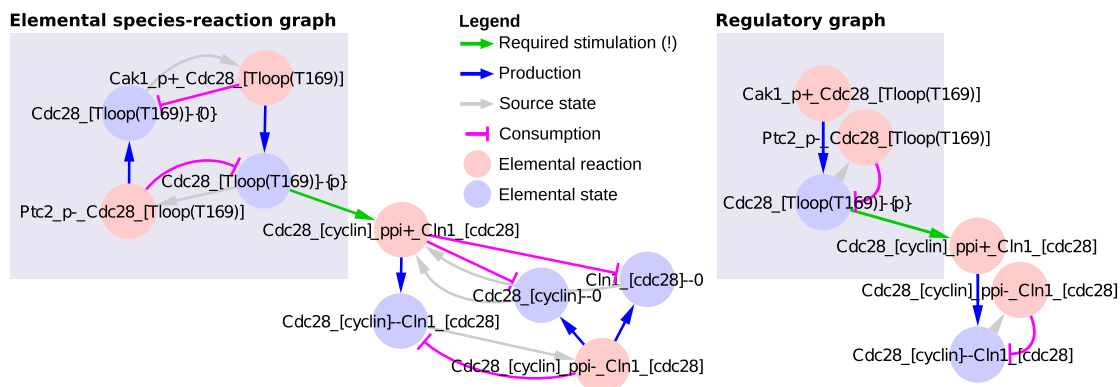 Elemental species-reaction graph
Cak1_p+_Cdc28_[Tloop(T169)]
Cdc28_[Tloop(T169)]-{0}
Cdc28_[Tloop(T169)]-{p}
Ptc2_p-_Cdc28_[Tloop(T169)]
Cdc28_[cyclin]_ppi+_Cln1_[cdc28]
Cln1_[cdc28]--0
Cdc28_[cyclin]--0
Cdc28_[cyclin]--Cln1_[cdc28]
Cdc28_[cyclin]_ppi-_Cln1_[cdc28]
Legend
Required stimulation (!)
Production
Source state
Consumption
Elemental reaction
Elemental state
Regulatory graph
Cak1_p+_Cdc28_[Tloop(T169)]
Ptc2_p-_Cdc28_[Tloop(T169)]
Cdc28_[Tloop(T169)]-{p}
Cdc28_[cyclin]_ppi+_Cln1_[cdc28]
Cdc28_[cyclin]_ppi-_Cln1_[cdc28]
Cdc28_[cyclin]--Cln1_[cdc28]